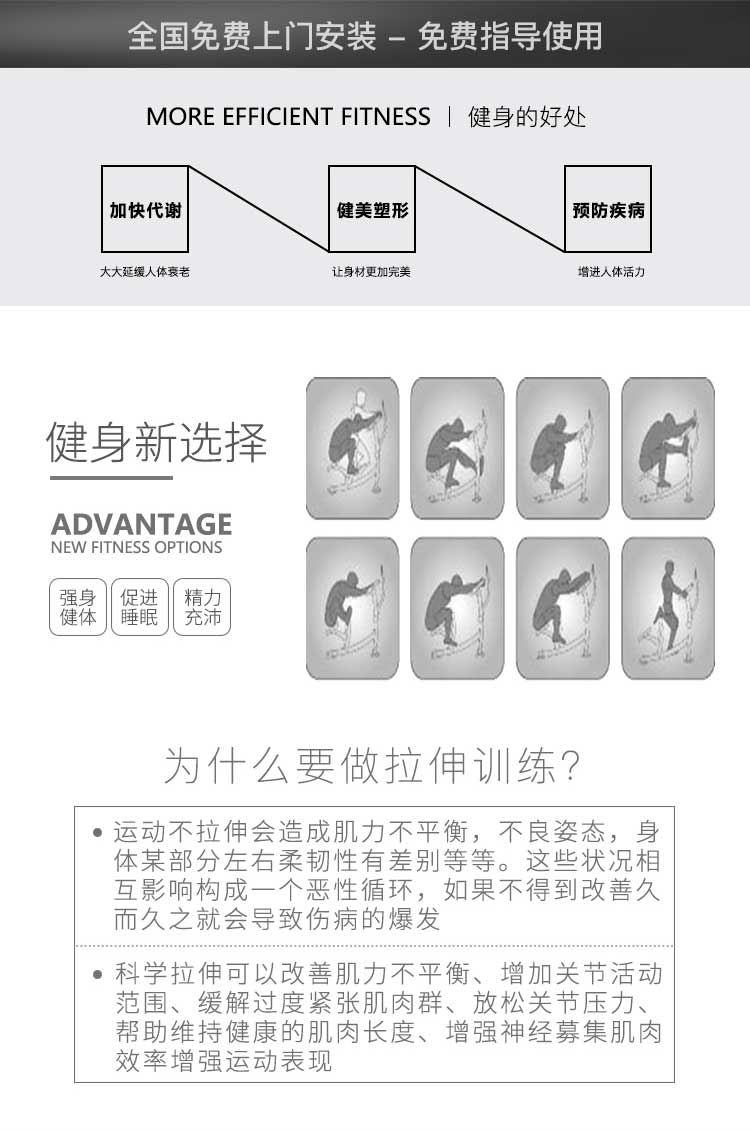 全国免费上门安装 – 免费指导使用
MORE EFFICIENT FITNESS | 健身的好处
加快代谢
健美塑形
预防疾病
大大延缓人体衰老
让身材更加完美
增进人体活力
健身新选择
ADVANTAGE
NEW FITNESS OPTIONS
强身
健体
促进
睡眠
精力
充沛
为什么要做拉伸训练？
• 运动不拉伸会造成肌力不平衡，不良姿态，身
体某部分左右柔韧性有差别等等。这些状况相
互影响构成一个恶性循环，如果不得到改善久
而久之就会导致伤病的爆发
• 科学拉伸可以改善肌力不平衡、增加关节活动
范围、缓解过度紧张肌肉群、放松关节压力、
帮助维持健康的肌肉长度、增强神经募集肌肉
效率增强运动表现